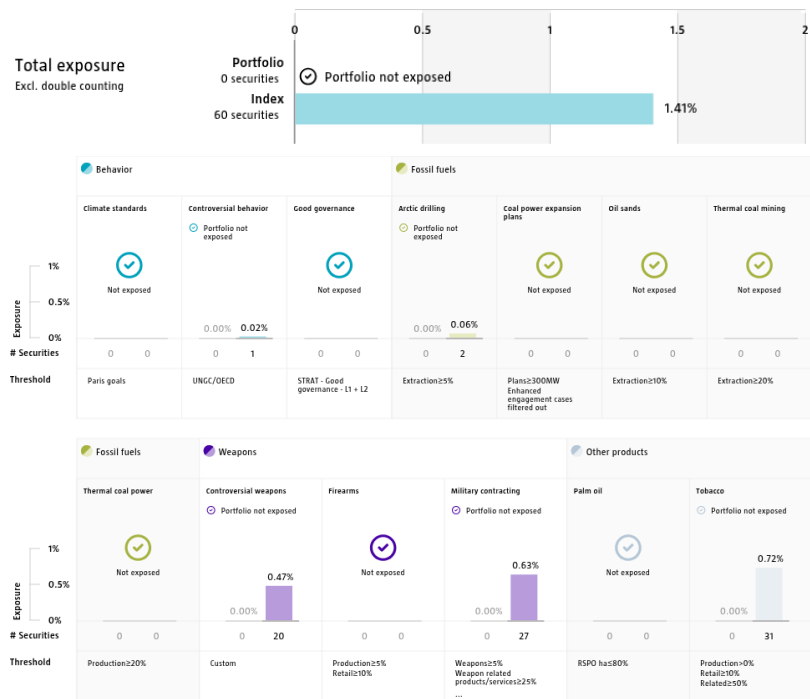 0 0.5 1 1.5 2
Total exposure
Excl. double counting
Portfolio
0 securities
Portfolio not exposed
Index
60 securities
1.41%
Behavior
Fossil fuels
Climate standards
Controversial behavior
Good governance
Arctic drilling
Coal power expansion
plans
Oil sands
Thermal coal mining
Portfolio not
exposed
Portfolio not
exposed
Not exposed
Not exposed
Not exposed
Not exposed
Not exposed
Exposure
1%
0.5%
0%
0.00% 0.02%
0.00% 0.06%
# Securities
0 0 0 1 0 0 0 2 0 0 0 0 0 0
Threshold
Paris goals
UNGC/OECD
STRAT - Good
governance - L1 + L2
Extraction≥5%
Plans≥300MW
Enhanced
engagement cases
filtered out
Extraction≥10%
Extraction≥20%
Fossil fuels
Weapons
Other products
Thermal coal power
Controversial weapons
Firearms
Military contracting
Palm oil
Tobacco
Portfolio not exposed
Portfolio not exposed
Portfolio not exposed
Not exposed
Not exposed
Not exposed
Exposure
1%
0.5%
0%
0.00% 0.47%
0.00% 0.63%
0.00% 0.72%
# Securities
0 0 0 20 0 0 0 27 0 0 0 31
Threshold
Production≥20%
Custom
Production≥5%
Retail≥10%
Weapons≥5%
Weapon related
products/services≥25%
...
RSPO ha≤80%
Production>0%
Retail≥10%
Related≥50%